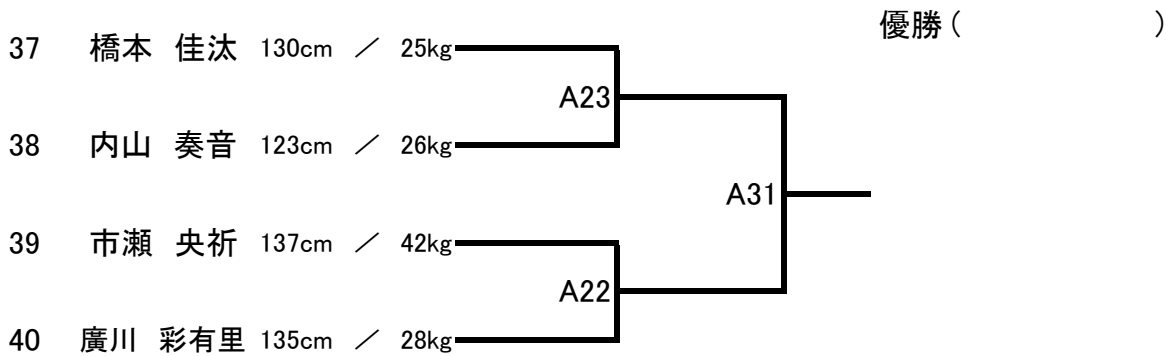 優勝(　　　　　　)
37 橋本 佳汰 130cm ／ 25kg
A23
38 内山 奏音 123cm ／ 26kg
A31
39 市瀬 央祈 137cm ／ 42kg
A22
40 廣川 彩有里 135cm ／ 28kg